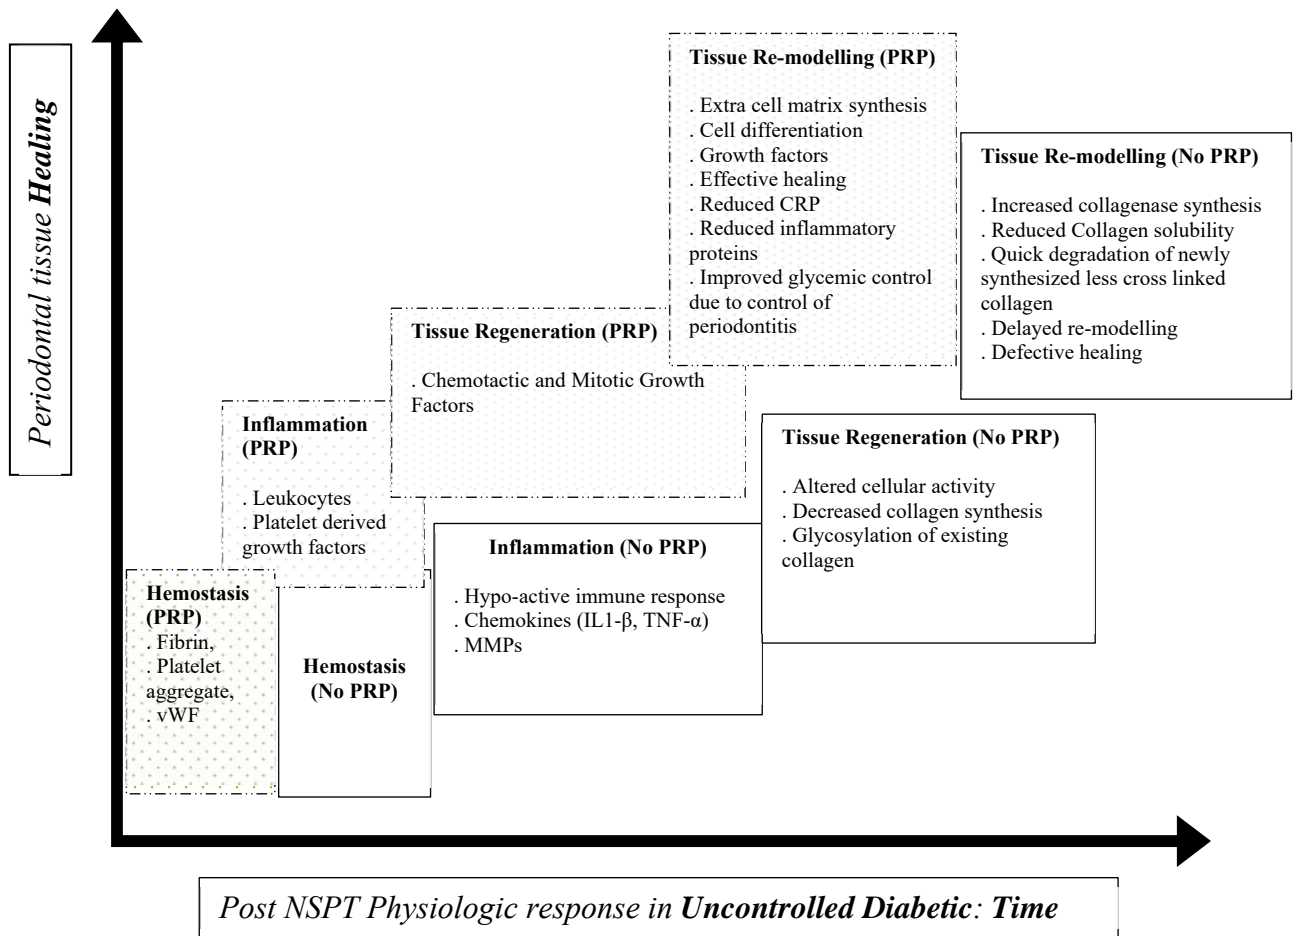 Periodontal tissue Healing
Tissue Re-modelling (PRP)
. Extra cell matrix synthesis
. Cell differentiation
. Growth factors
. Effective healing
. Reduced CRP
. Reduced inflammatory
proteins
. Improved glycemic control
due to control of
periodontitis
Tissue Re-modelling (No PRP)
. Increased collagenase synthesis
. Reduced Collagen solubility
. Quick degradation of newly
synthesized less cross linked
collagen
. Delayed re-modelling
. Defective healing
Tissue Regeneration (PRP)
. Chemotactic and Mitotic Growth
Factors
Inflammation
(PRP)
. Leukocytes
. Platelet derived
growth factors
Tissue Regeneration (No PRP)
. Altered cellular activity
. Decreased collagen synthesis
. Glycosylation of existing
collagen
Inflammation (No PRP)
. Hypo-active immune response
. Chemokines (IL1-β, TNF-α)
. MMPs
Hemostasis
(PRP)
. Fibrin,
. Platelet
aggregate,
. vWF
Hemostasis
(No PRP)
Post NSPT Physiologic response in Uncontrolled Diabetic: Time